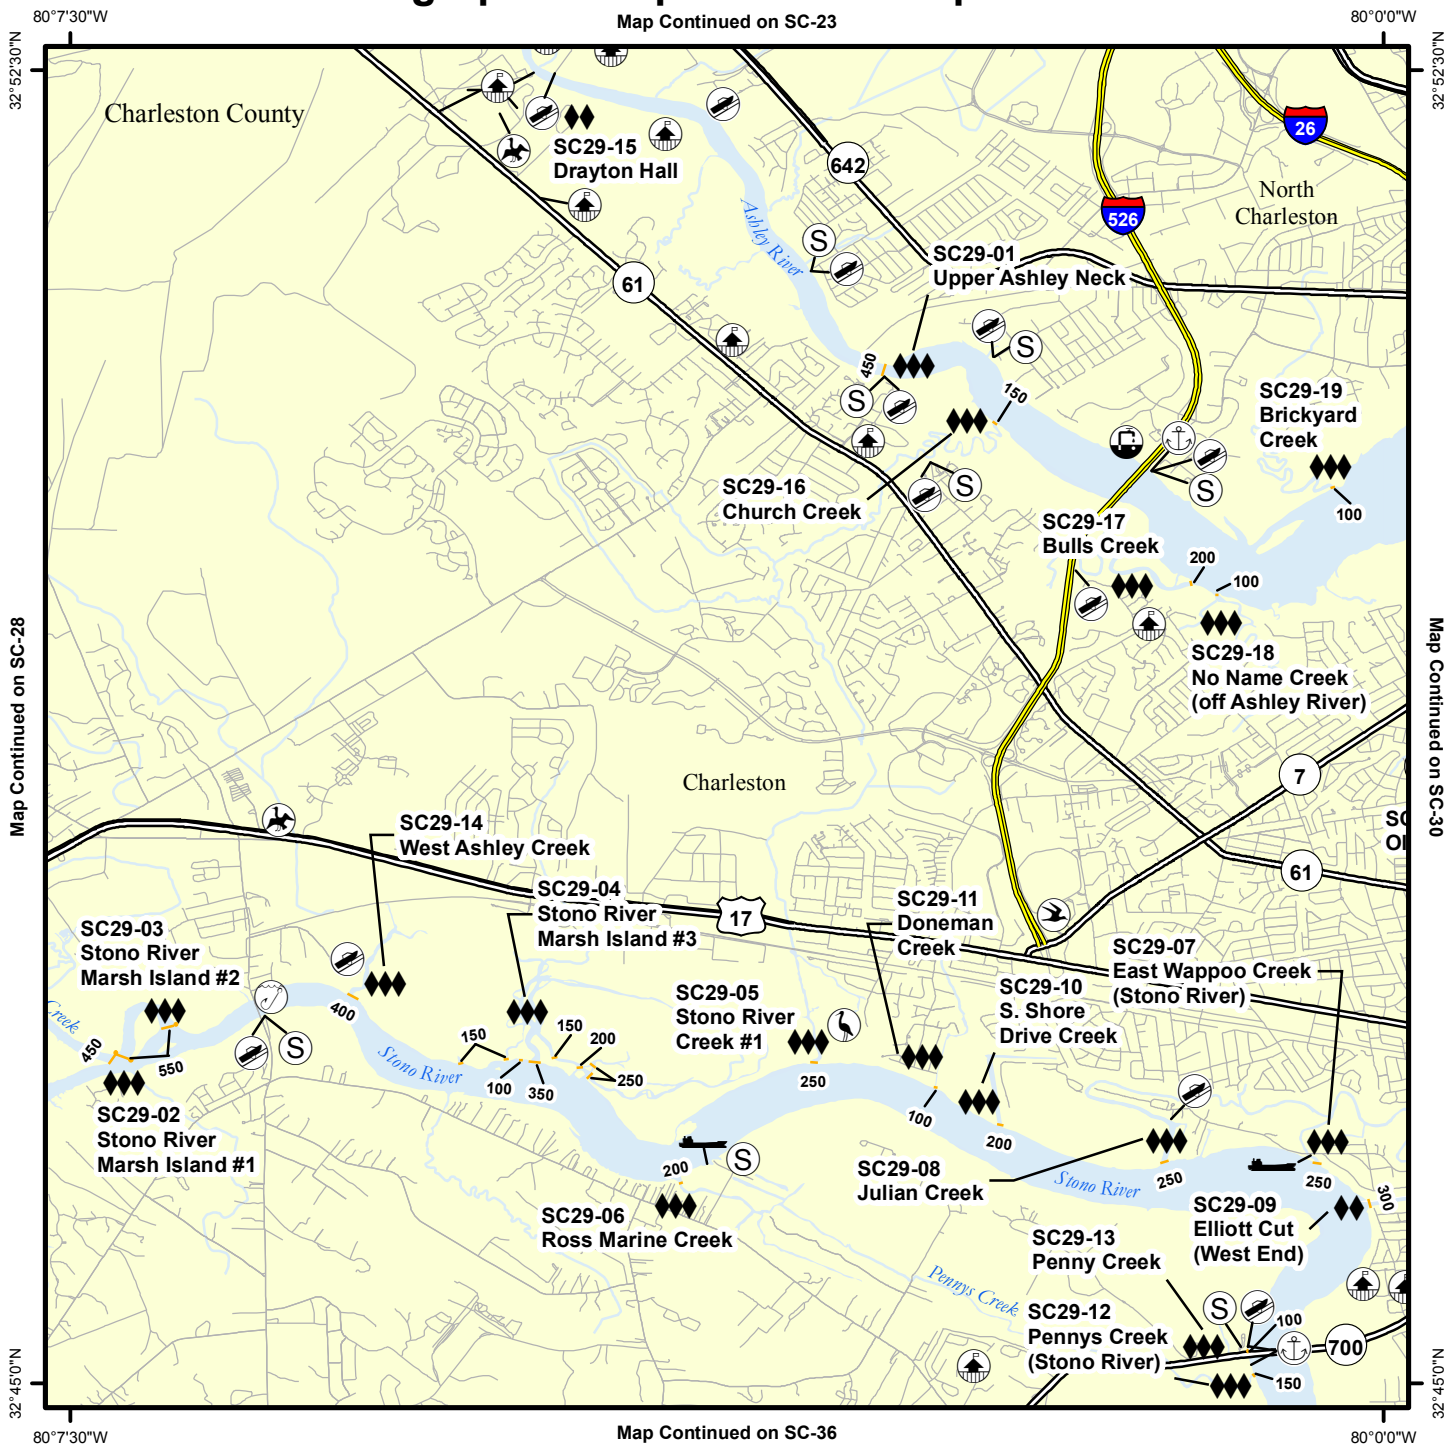 80°7'30"W
Map Continued on SC-23
80°0'0"W
32°52'30"N
32°52'30"N
Charleston County
SC29-15
Drayton Hall
642
26
526
North
Charleston
Ashley River
61
SC29-01
Upper Ashley Neck
S
S
450
S
150
SC29-19
Brickyard
Creek
SC29-16
Church Creek
S
S
100
SC29-17
Bulls Creek
200
100
SC29-18
No Name Creek
(off Ashley River)
Map Continued on SC-28
Map Continued on SC-30
Charleston
7
SC29-14
West Ashley Creek
61
SC29-04
Stono River
Marsh Island #3
17
SC29-11
Doneman
Creek
SC29-03
Stono River
Marsh Island #2
SC29-07
East Wappoo Creek
(Stono River)
SC29-05
Stono River
Creek #1
SC29-10
S. Shore
Drive Creek
Creek
400
450
550
S
Stono River
150
150
200
100
350
250
250
100
200
SC29-02
Stono River
Marsh Island #1
S
200
SC29-08
Julian Creek
Stono River
250
250
300
SC29-06
Ross Marine Creek
SC29-09
Elliott Cut
(West End)
SC29-13
Penny Creek
Pennys Creek
SC29-12
Pennys Creek
(Stono River)
S
100
700
150
32°45'0"N
32°45'0"N
80°7'30"W
Map Continued on SC-36
80°0'0"W